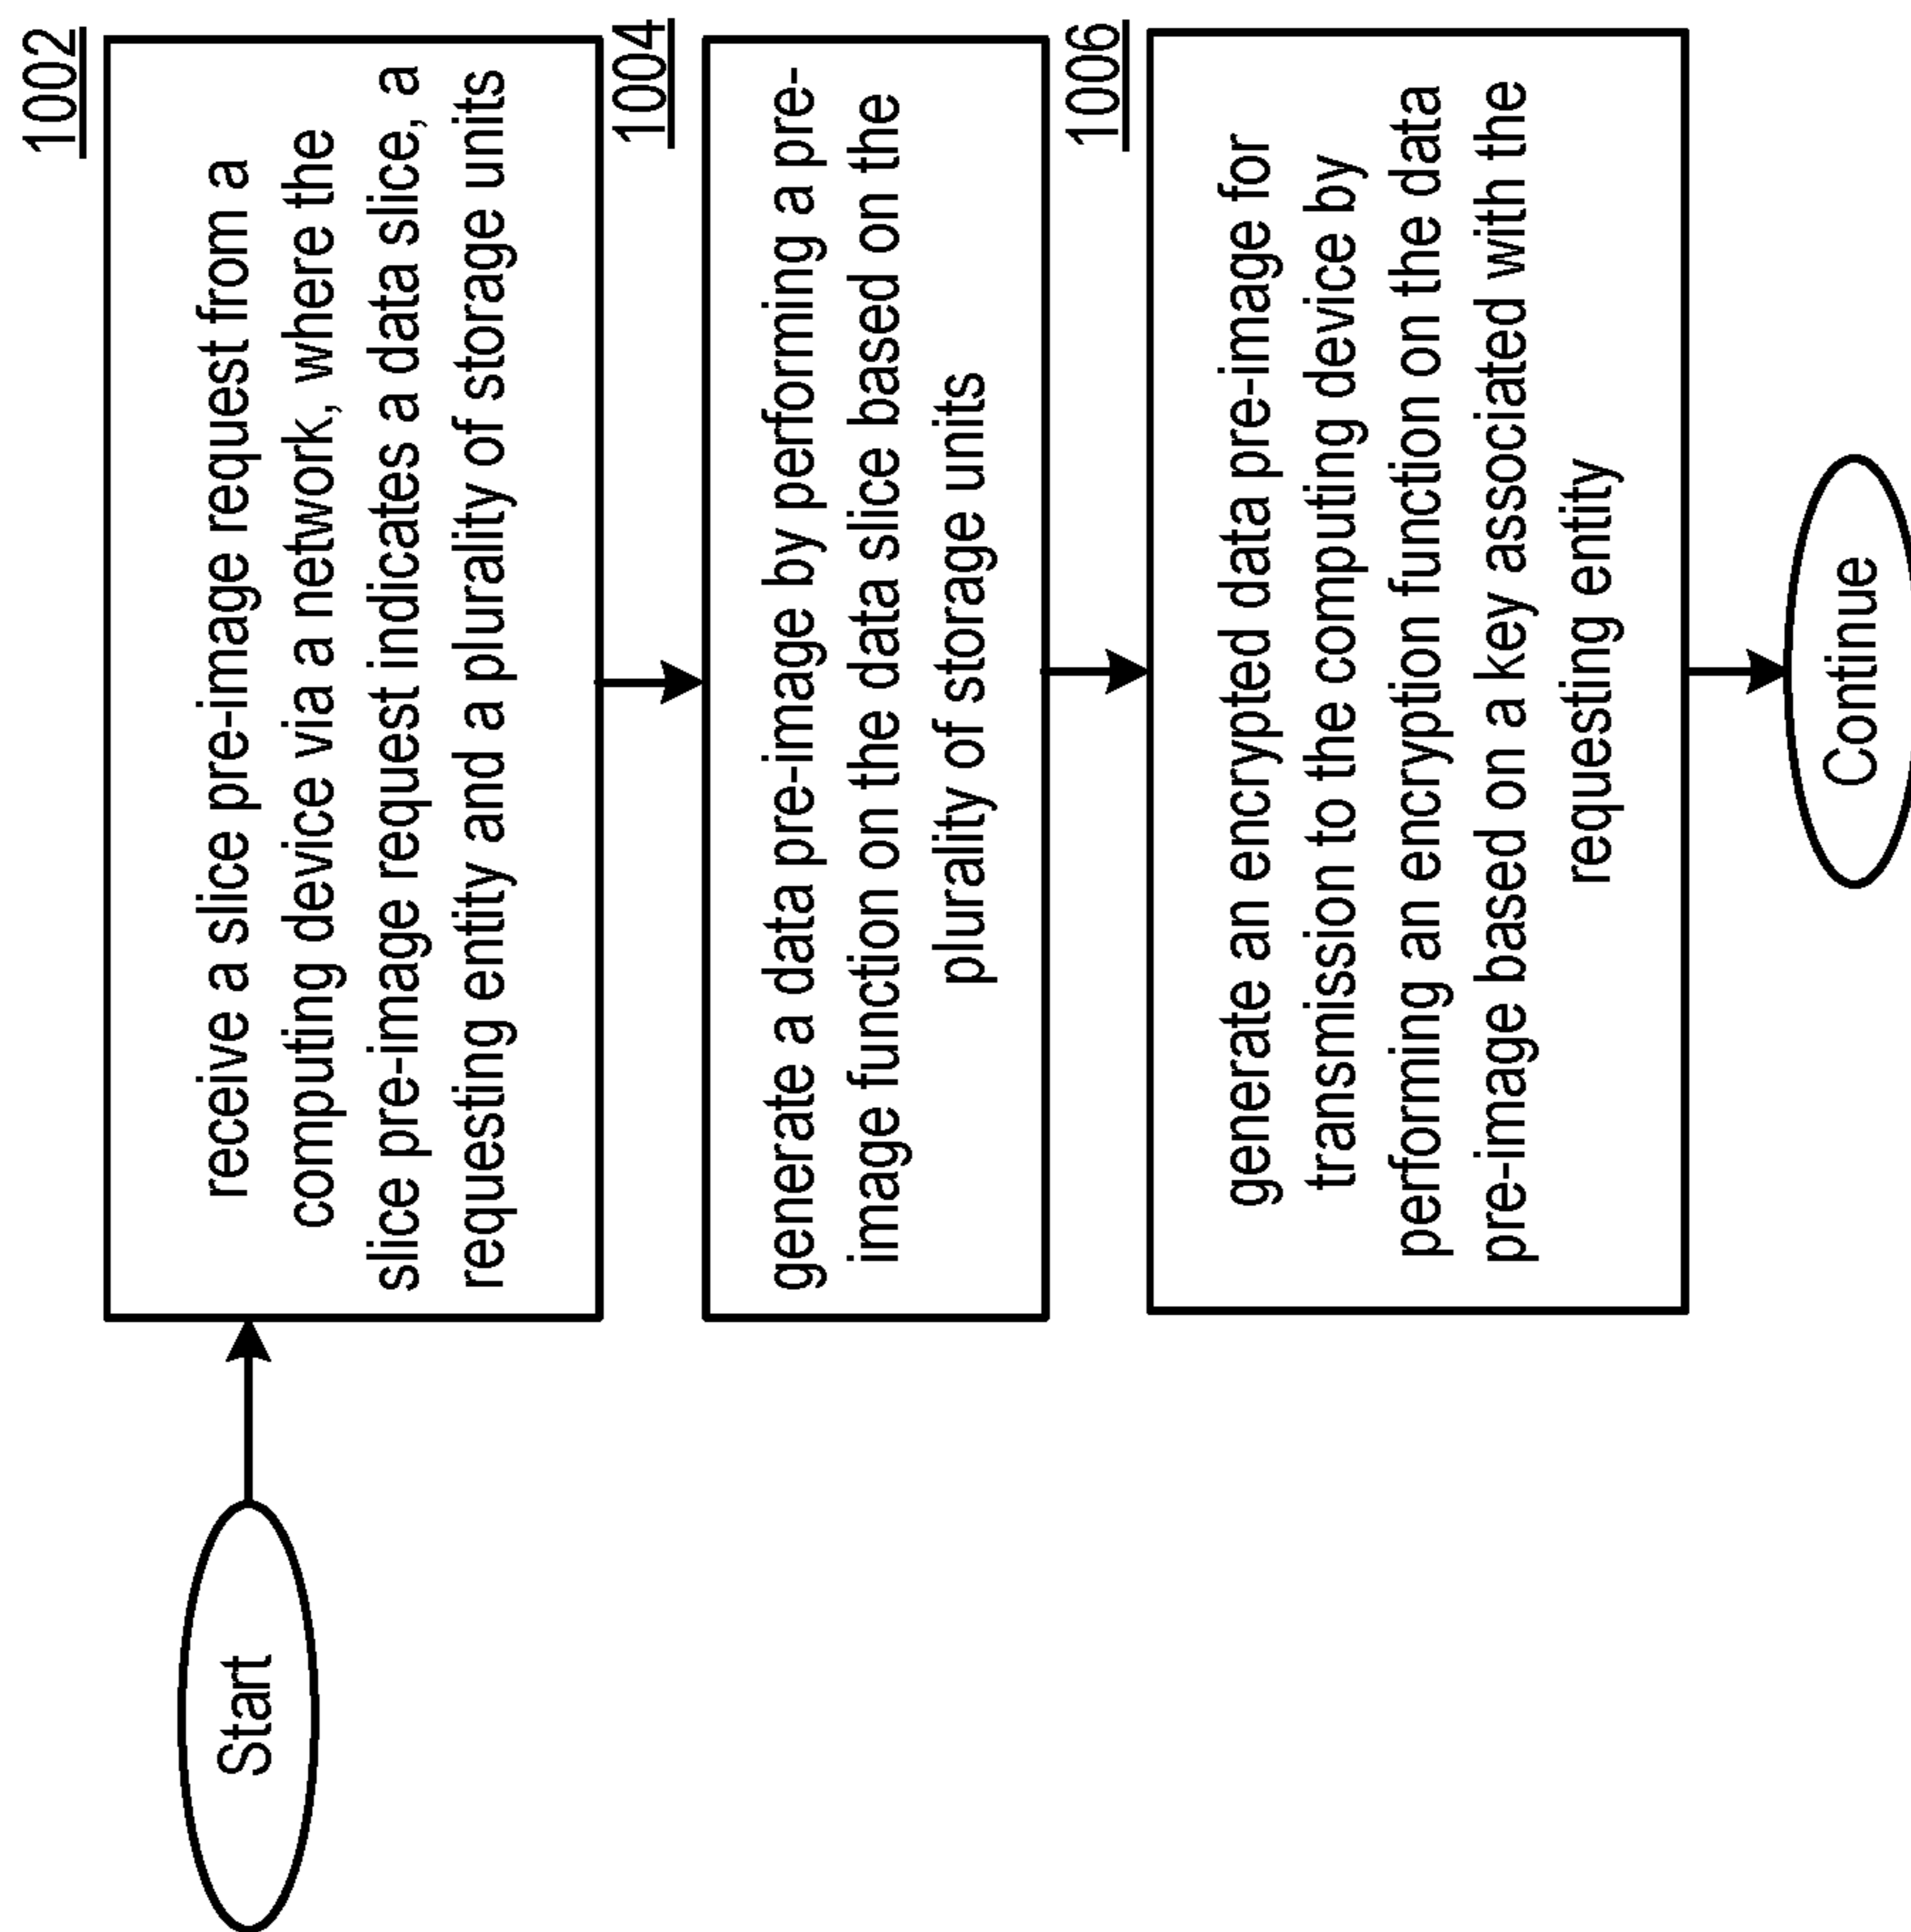 Start
1002
receive a slice pre-image request from a
computing device via a network, where the
slice pre-image request indicates a data slice, a
requesting entity and a plurality of storage units
1004
generate a data pre-image by performing a pre-
image function on the data slice based on the
plurality of storage units
1006
generate an encrypted data pre-image for
transmission to the computing device by
performing an encryption function on the data
pre-image based on a key associated with the
requesting entity
Continue